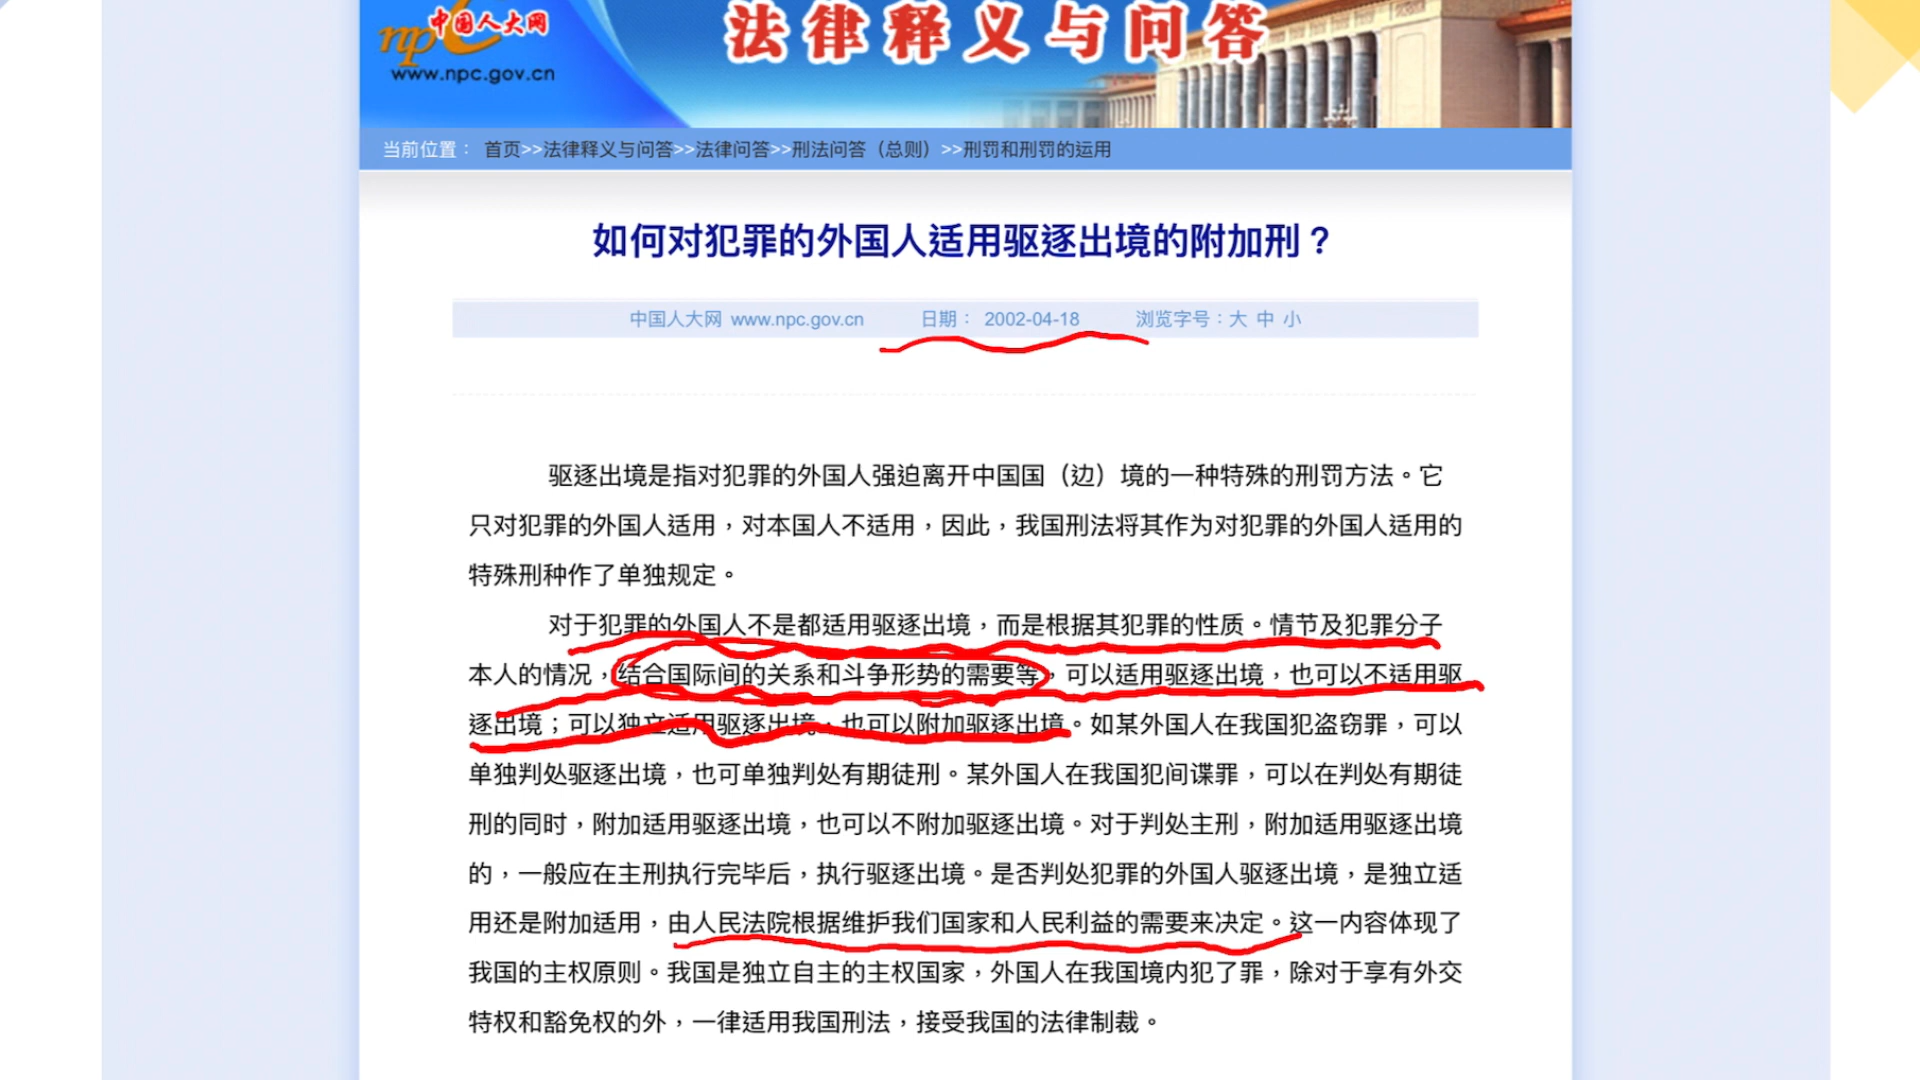 中国人大网
npc
www.npc.gov.cn
法律释义与问答
当前位置： 首页>>法律释义与问答>>法律问答>>刑法问答（总则）>>刑罚和刑罚的运用
如何对犯罪的外国人适用驱逐出境的附加刑？
中国人大网 www.npc.gov.cn 日期： 2002-04-18 浏览字号：大 中 小
驱逐出境是指对犯罪的外国人强迫离开中国国（边）境的一种特殊的刑罚方法。它
只对犯罪的外国人适用，对本国人不适用，因此，我国刑法将其作为对犯罪的外国人适用的
特殊刑种作了单独规定。
对于犯罪的外国人不是都适用驱逐出境，而是根据其犯罪的性质。情节及犯罪分子
本人的情况，结合国际间的关系和斗争形势的需要等，可以适用驱逐出境，也可以不适用驱
逐出境；可以独立适用驱逐出境，也可以附加驱逐出境。如某外国人在我国犯盗窃罪，可以
单独判处驱逐出境，也可单独判处有期徒刑。某外国人在我国犯间谍罪，可以在判处有期徒
刑的同时，附加适用驱逐出境，也可以不附加驱逐出境。对于判处主刑，附加适用驱逐出境
的，一般应在主刑执行完毕后，执行驱逐出境。是否判处犯罪的外国人驱逐出境，是独立适
用还是附加适用，由人民法院根据维护我们国家和人民利益的需要来决定。这一内容体现了
我国的主权原则。我国是独立自主的主权国家，外国人在我国境内犯了罪，除对于享有外交
特权和豁免权的外，一律适用我国刑法，接受我国的法律制裁。